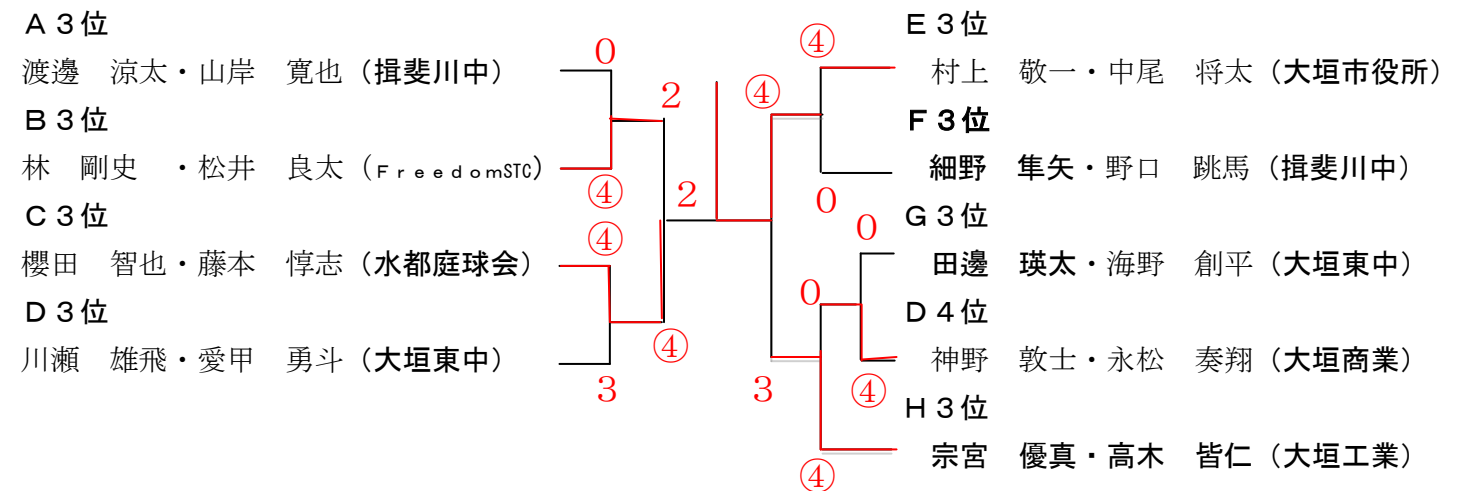 A３位
渡邊　涼太・山岸　寛也（揖斐川中）
B３位
林　剛史　・松井　良太（FreedomSTC）
C３位
櫻田　智也・藤本　惇志（水都庭球会）
D３位
川瀬　雄飛・愛甲　勇斗（大垣東中）
0
④
④
3
2
④
2
E３位
村上　敬一・中尾　将太（大垣市役所）
F３位
細野　隼矢・野口　跳馬（揖斐川中）
G３位
田邊　瑛太・海野　創平（大垣東中）
D４位
神野　敦士・永松　奏翔（大垣商業）
H３位
宗宮　優真・高木　皆仁（大垣工業）
④
④
0
0
0
④
3
④